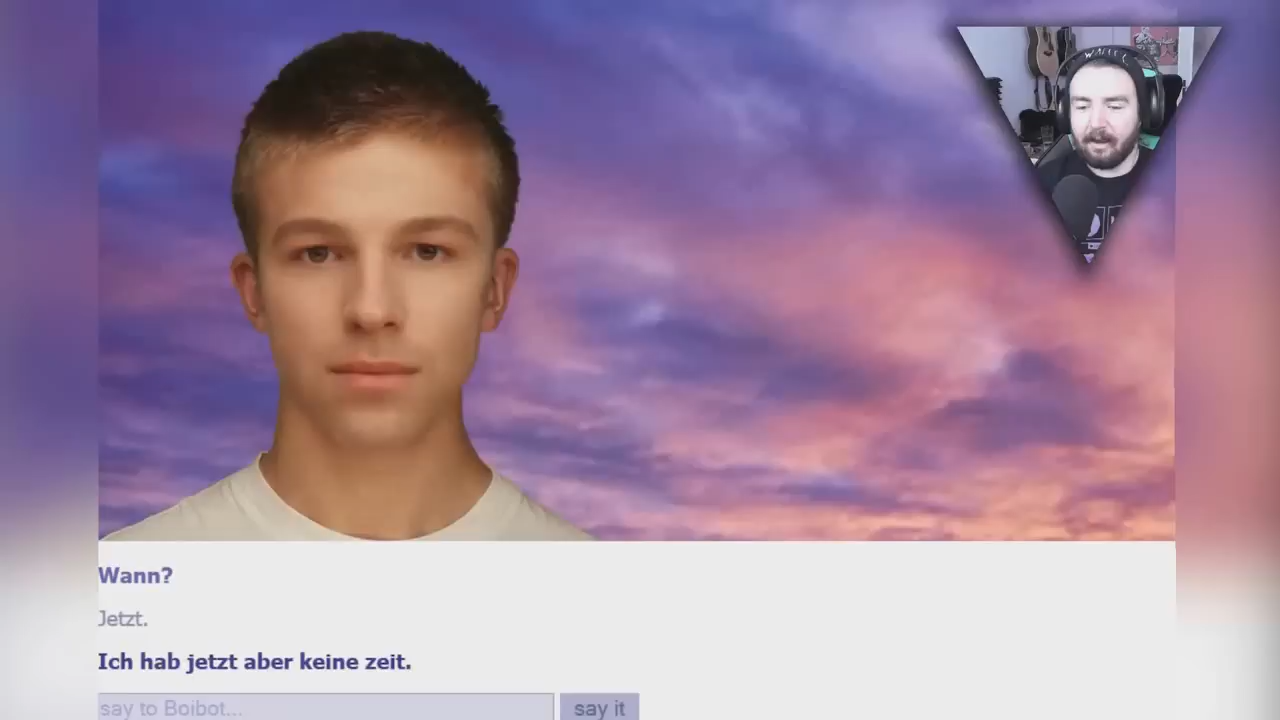 Wann?
Jetzt.
Ich hab jetzt aber keine zeit.
say to Boibot...
say it